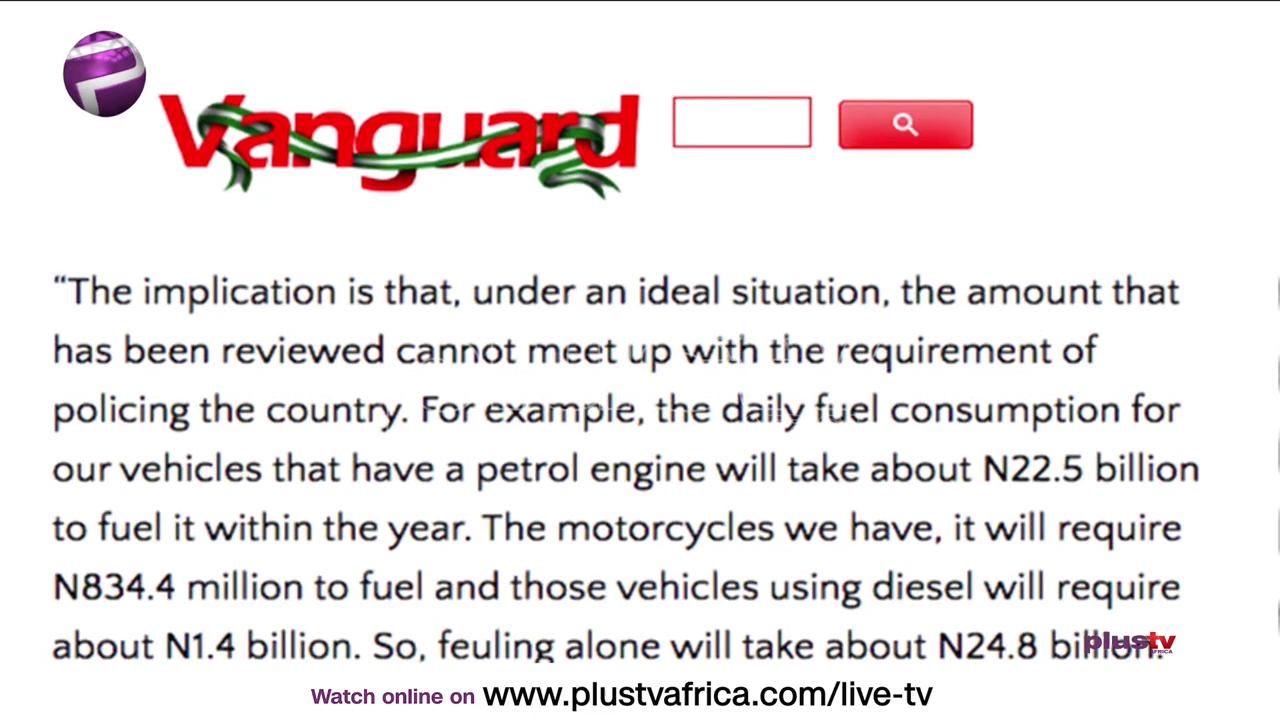 Vanguard
“The implication is that, under an ideal situation, the amount that
has been reviewed cannot meet up with the requirement of
policing the country. For example, the daily fuel consumption for
our vehicles that have a petrol engine will take about N22.5 billion
to fuel it within the year. The motorcycles we have, it will require
N834.4 million to fuel and those vehicles using diesel will require
about N1.4 billion. So, feuling alone will take about N24.8 billion.
plustv
AFRICA
Watch online on www.plustvafrica.com/live-tv